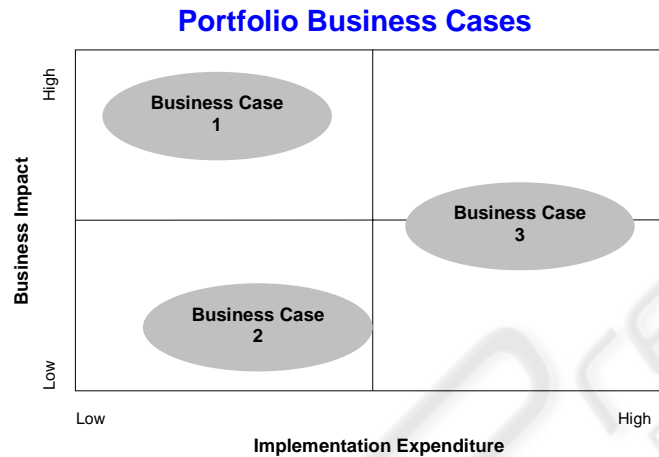 Portfolio Business Cases
High
Business Case
1
Business Impact
Business Case
3
Business Case
2
Low
Low
High
Implementation Expenditure